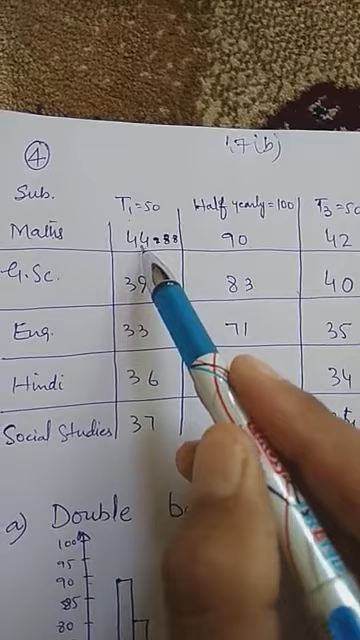 17(b)
④
Sub. T₁=50 Half yearly=100 T₃=50
Maths 44=88 90 42
G.Sc. 39 83 40
Eng. 33 71 35
Hindi 36 34
Social Studies 37
a) Double
100
95
90
85
80